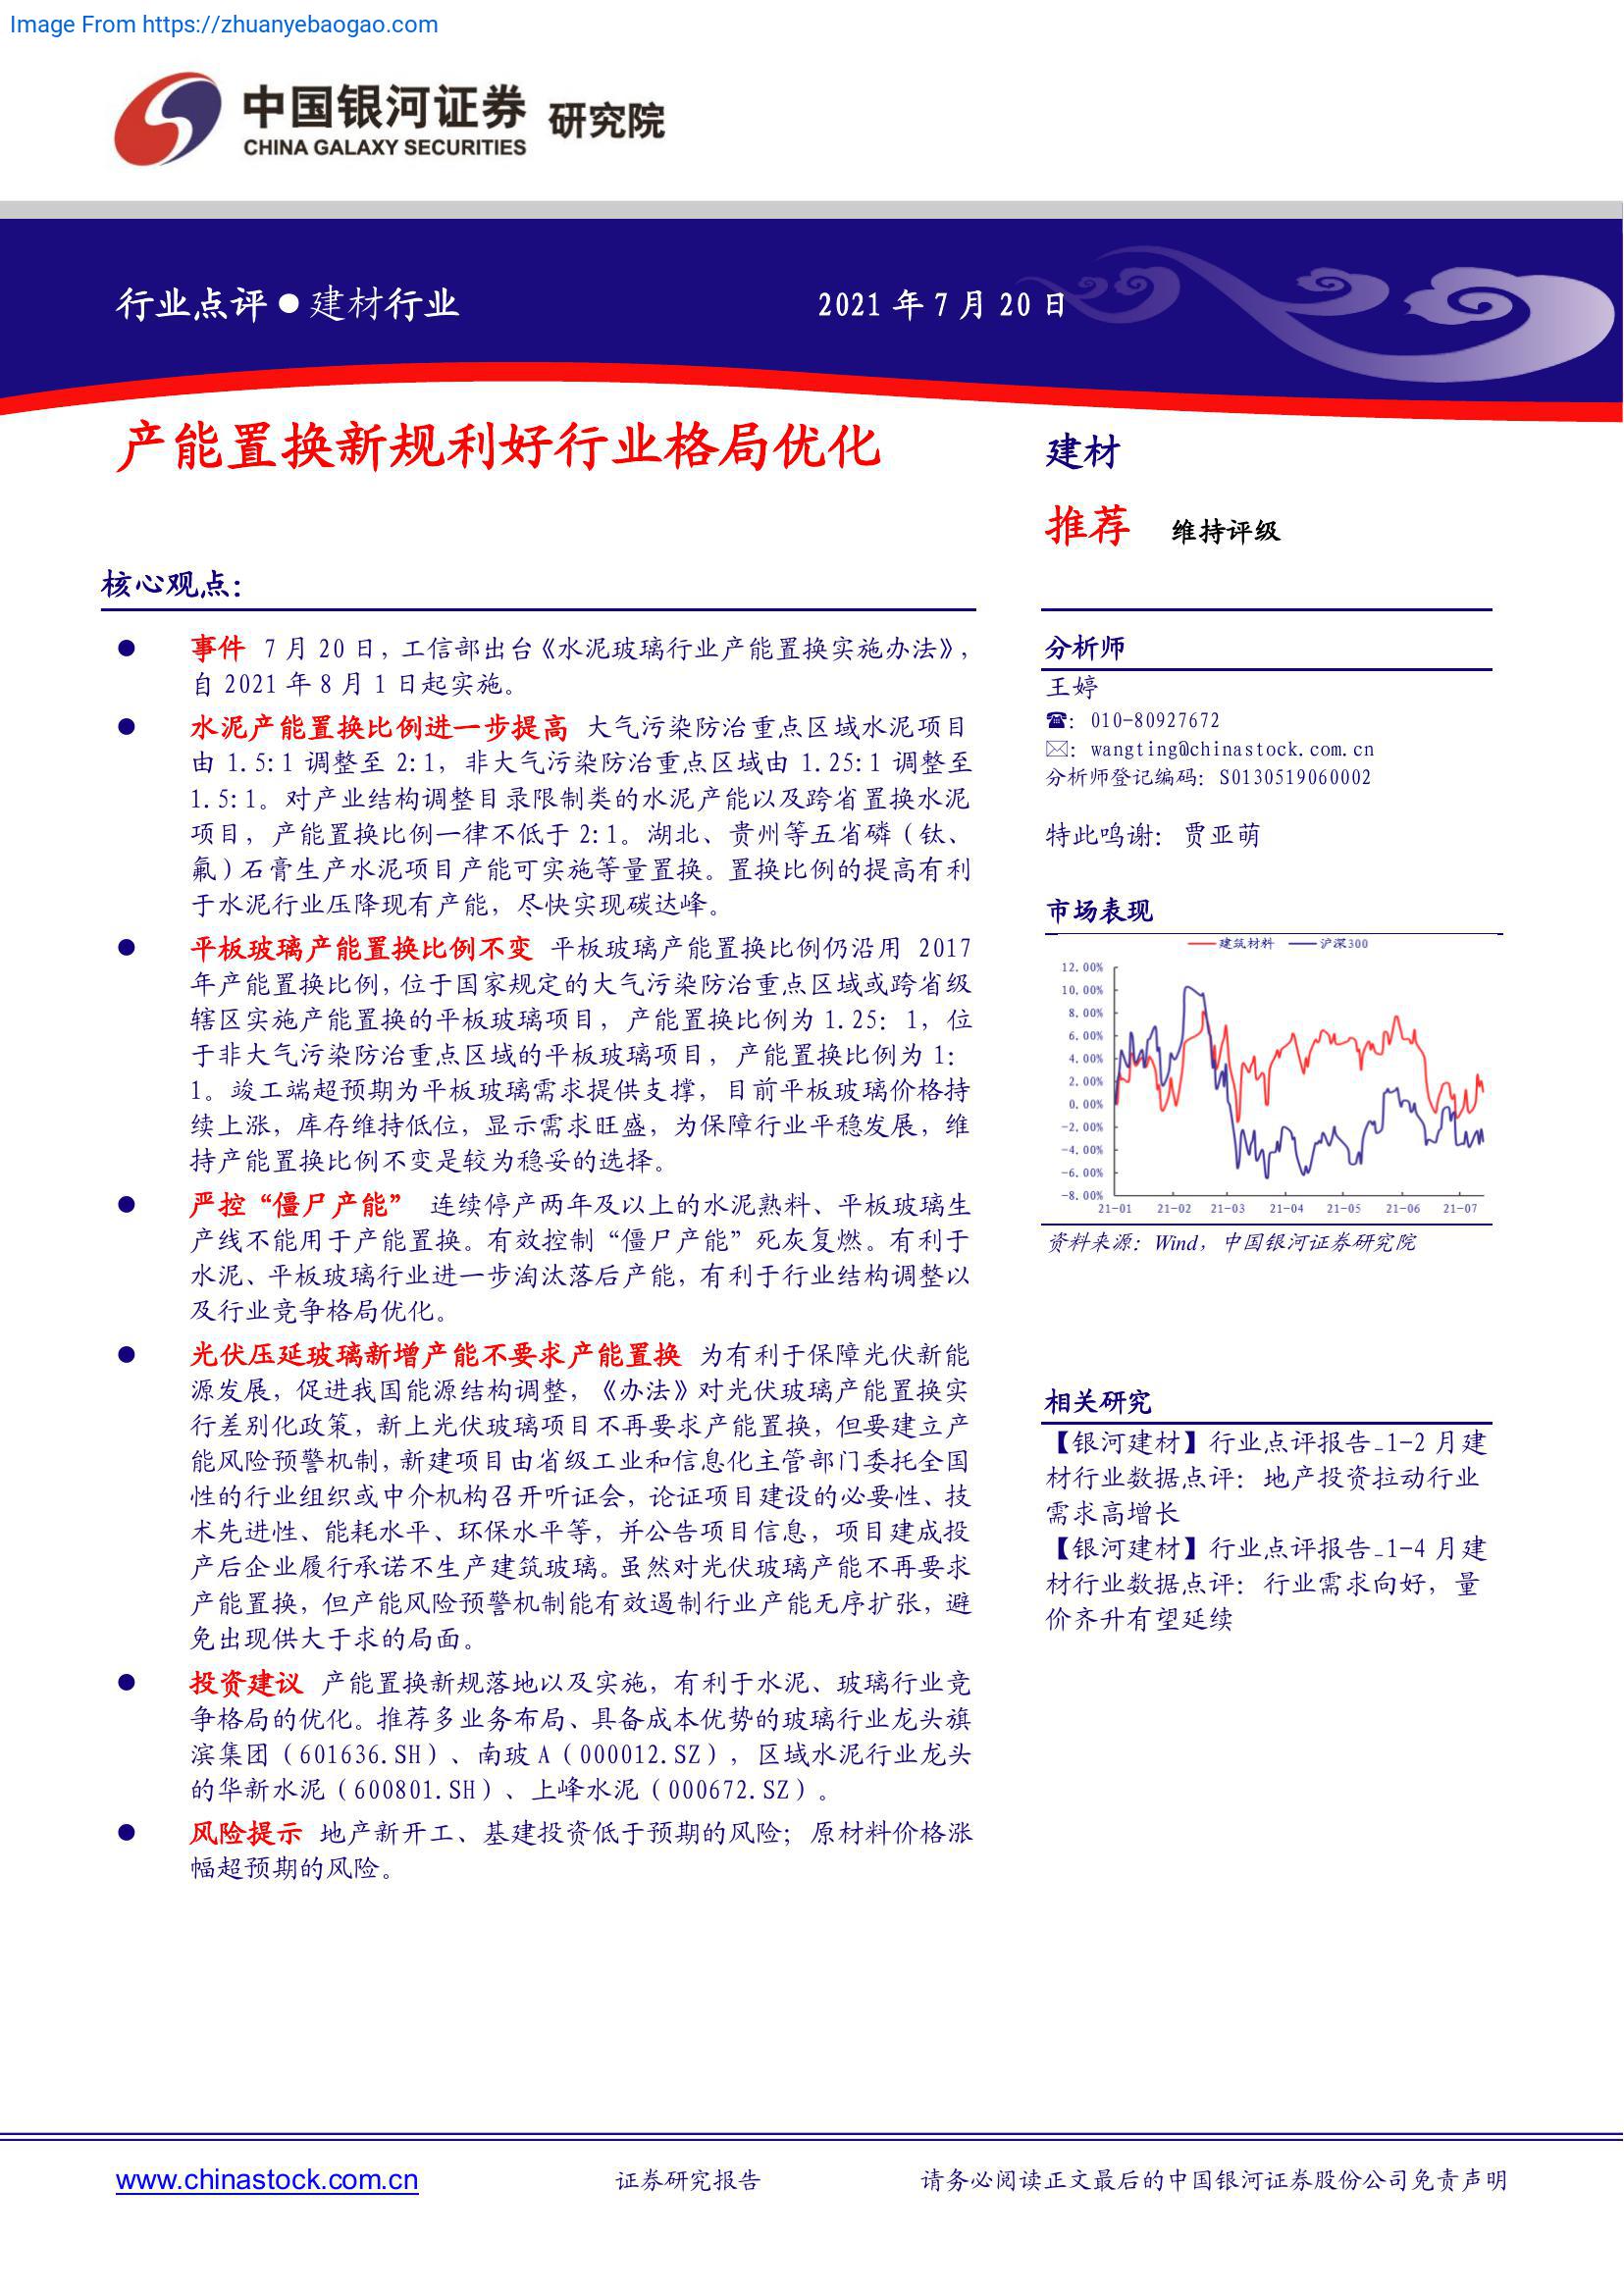 Image From https://zhuanyebaogao.com
中国银河证券 研究院
CHINA GALAXY SECURITIES
行业点评●建材行业
2021 年 7 月 20 日
产能置换新规利好行业格局优化
建材
推荐 维持评级
核心观点：
● 事件 7 月 20 日，工信部出台《水泥玻璃行业产能置换实施办法》，
自 2021 年 8 月 1 日起实施。
● 水泥产能置换比例进一步提高 大气污染防治重点区域水泥项目
由 1.5:1 调整至 2:1，非大气污染防治重点区域由 1.25:1 调整至
1.5:1。对产业结构调整目录限制类的水泥产能以及跨省置换水泥
项目，产能置换比例一律不低于 2:1。湖北、贵州等五省磷（钛、
氟）石膏生产水泥项目产能可实施等量置换。置换比例的提高有利
于水泥行业压降现有产能，尽快实现碳达峰。
● 平板玻璃产能置换比例不变 平板玻璃产能置换比例仍沿用 2017
年产能置换比例，位于国家规定的大气污染防治重点区域或跨省级
辖区实施产能置换的平板玻璃项目，产能置换比例为 1.25：1，位
于非大气污染防治重点区域的平板玻璃项目，产能置换比例为 1：
1。竣工端超预期为平板玻璃需求提供支撑，目前平板玻璃价格持
续上涨，库存维持低位，显示需求旺盛，为保障行业平稳发展，维
持产能置换比例不变是较为稳妥的选择。
● 严控“僵尸产能” 连续停产两年及以上的水泥熟料、平板玻璃生
产线不能用于产能置换。有效控制“僵尸产能”死灰复燃。有利于
水泥、平板玻璃行业进一步淘汰落后产能，有利于行业结构调整以
及行业竞争格局优化。
● 光伏压延玻璃新增产能不要求产能置换 为有利于保障光伏新能
源发展，促进我国能源结构调整，《办法》对光伏玻璃产能置换实
行差别化政策，新上光伏玻璃项目不再要求产能置换，但要建立产
能风险预警机制，新建项目由省级工业和信息化主管部门委托全国
性的行业组织或中介机构召开听证会，论证项目建设的必要性、技
术先进性、能耗水平、环保水平等，并公告项目信息，项目建成投
产后企业履行承诺不生产建筑玻璃。虽然对光伏玻璃产能不再要求
产能置换，但产能风险预警机制能有效遏制行业产能无序扩张，避
免出现供大于求的局面。
● 投资建议 产能置换新规落地以及实施，有利于水泥、玻璃行业竞
争格局的优化。推荐多业务布局、具备成本优势的玻璃行业龙头旗
滨集团（601636.SH）、南玻 A（000012.SZ），区域水泥行业龙头
的华新水泥（600801.SH）、上峰水泥（000672.SZ）。
● 风险提示 地产新开工、基建投资低于预期的风险；原材料价格涨
幅超预期的风险。
分析师
王婷
☎：010-80927672
✉：wangting@chinastock.com.cn
分析师登记编码：S0130519060002
特此鸣谢：贾亚萌
市场表现
建筑材料 沪深300
12.00%
10.00%
8.00%
6.00%
4.00%
2.00%
0.00%
-2.00%
-4.00%
-6.00%
-8.00%
21-01 21-02 21-03 21-04 21-05 21-06 21-07
资料来源：Wind，中国银河证券研究院
相关研究
【银河建材】行业点评报告_1-2 月建
材行业数据点评：地产投资拉动行业
需求高增长
【银河建材】行业点评报告_1-4 月建
材行业数据点评：行业需求向好，量
价齐升有望延续
www.chinastock.com.cn
证券研究报告
请务必阅读正文最后的中国银河证券股份公司免责声明